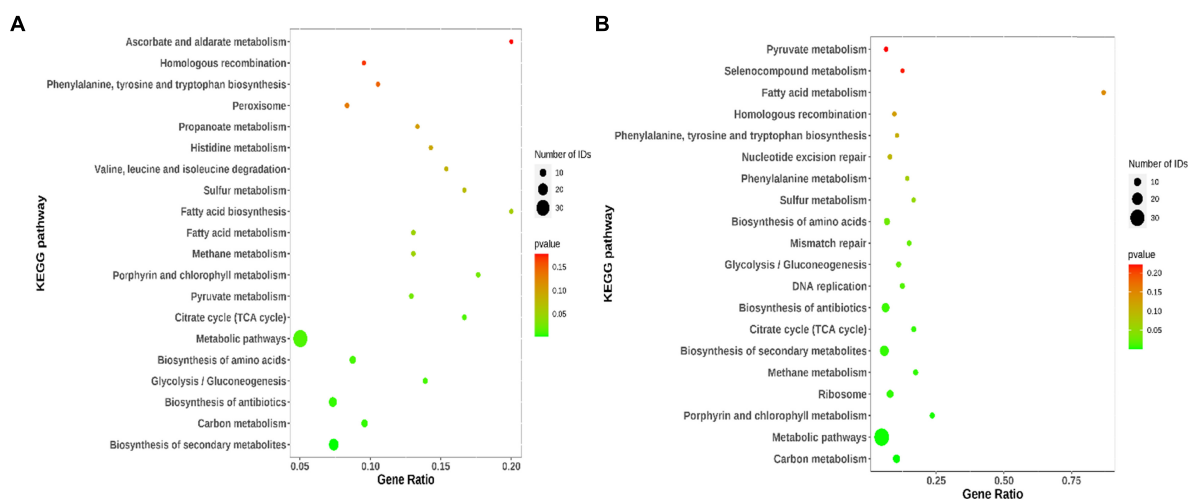 A
Ascorbate and aldarate metabolism
Homologous recombination
Phenylalanine, tyrosine and tryptophan biosynthesis
Peroxisome
Propanoate metabolism
Histidine metabolism
Valine, leucine and isoleucine degradation
Sulfur metabolism
Fatty acid biosynthesis
Fatty acid metabolism
Methane metabolism
Porphyrin and chlorophyll metabolism
Pyruvate metabolism
Citrate cycle (TCA cycle)
Metabolic pathways
Biosynthesis of amino acids
Glycolysis / Gluconeogenesis
Biosynthesis of antibiotics
Carbon metabolism
Biosynthesis of secondary metabolites
KEGG pathway
0.05 0.10 0.15 0.20
Gene Ratio
Number of IDs
10
20
30
pvalue
0.15
0.10
0.05
B
Pyruvate metabolism
Selenocompound metabolism
Fatty acid metabolism
Homologous recombination
Phenylalanine, tyrosine and tryptophan biosynthesis
Nucleotide excision repair
Phenylalanine metabolism
Sulfur metabolism
Biosynthesis of amino acids
Mismatch repair
Glycolysis / Gluconeogenesis
DNA replication
Biosynthesis of antibiotics
Citrate cycle (TCA cycle)
Biosynthesis of secondary metabolites
Methane metabolism
Ribosome
Porphyrin and chlorophyll metabolism
Metabolic pathways
Carbon metabolism
KEGG pathway
0.25 0.50 0.75
Gene Ratio
Number of IDs
10
20
30
pvalue
0.20
0.15
0.10
0.05